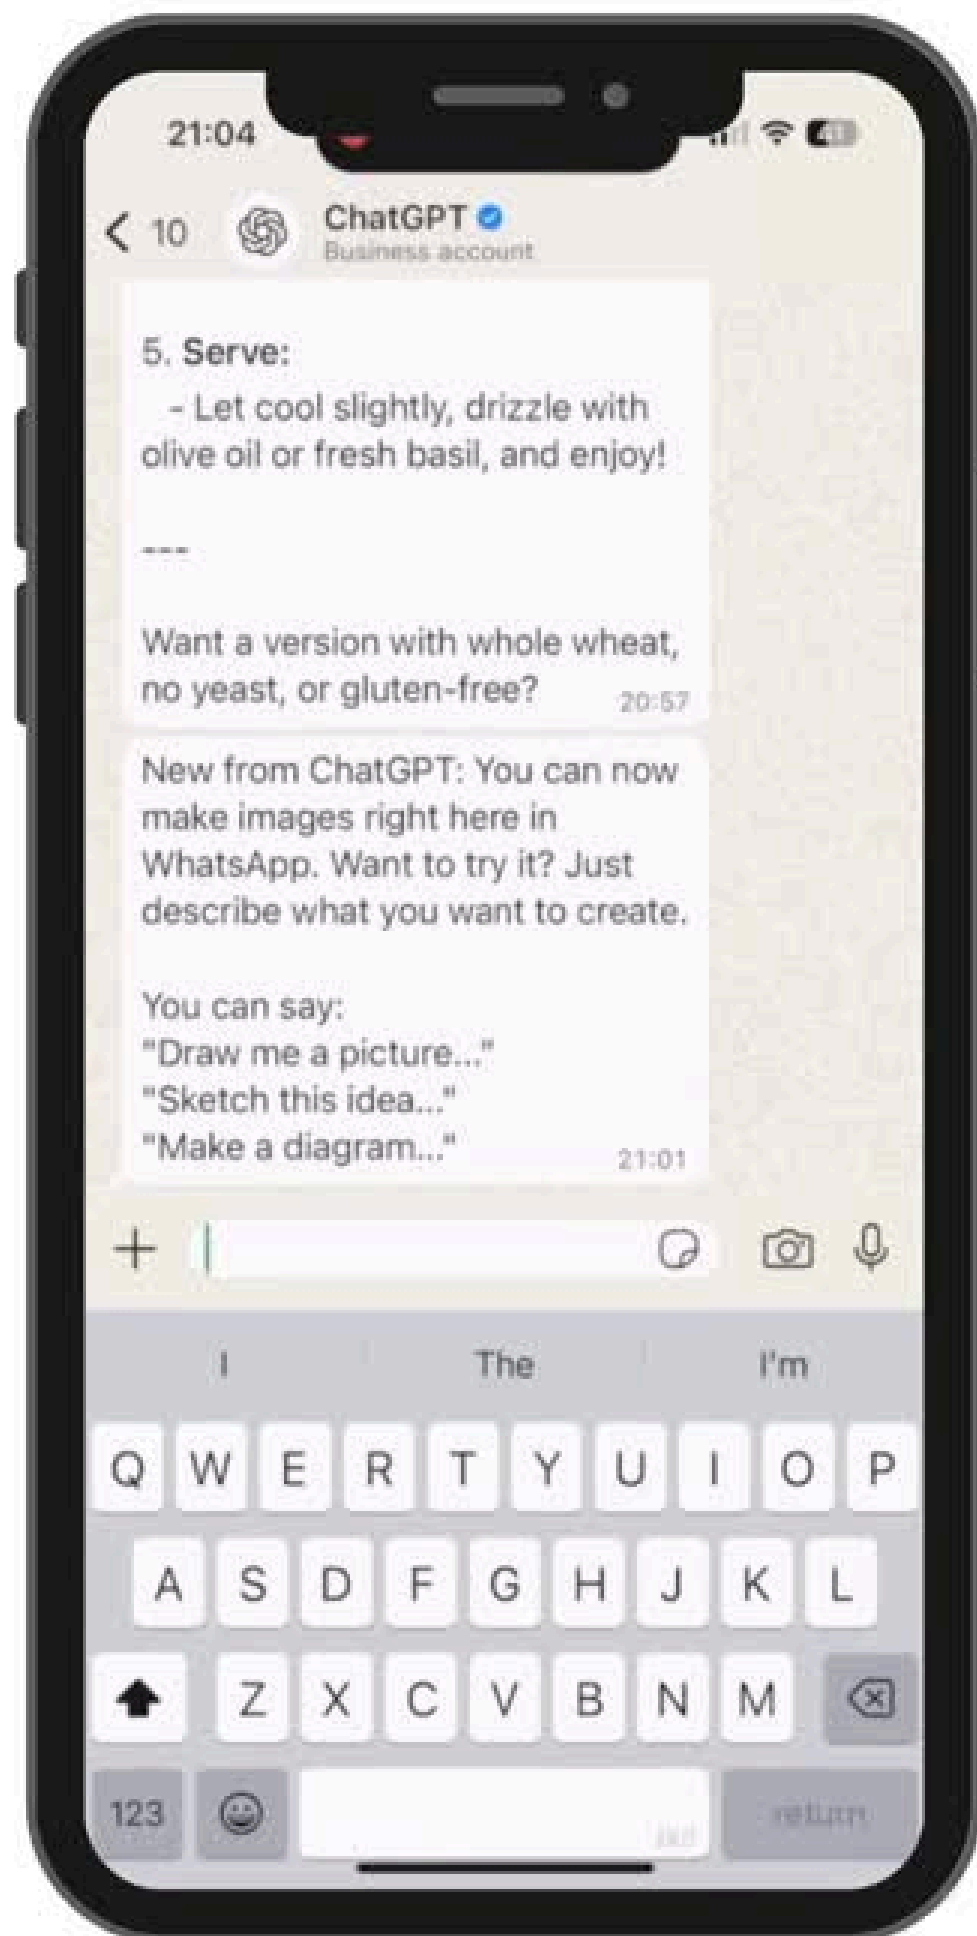 21:04
10
ChatGPT
Business account
5. Serve:
- Let cool slightly, drizzle with
olive oil or fresh basil, and enjoy!
---
Want a version with whole wheat,
no yeast, or gluten-free?
20:57
New from ChatGPT: You can now
make images right here in
WhatsApp. Want to try it? Just
describe what you want to create.
You can say:
"Draw me a picture..."
"Sketch this idea..."
"Make a diagram..."
21:01
I The I'm
Q W E R T Y U I O P
A S D F G H J K L
Z X C V B N M
123 return